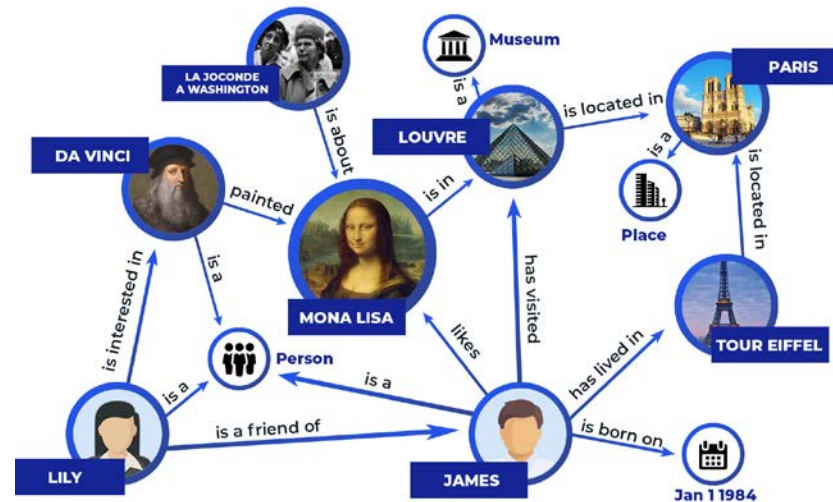 Museum
PARIS
LA JOCONDE
A WASHINGTON
is a
is located in
LOUVRE
is about
DA VINCI
is a
is located in
painted
is in
Place
is interested in
is a
has visited
MONA LISA
TOUR EIFFEL
Person
likes
is a
is a
has lived in
is a friend of
is born on
LILY
JAMES
Jan 1 1984